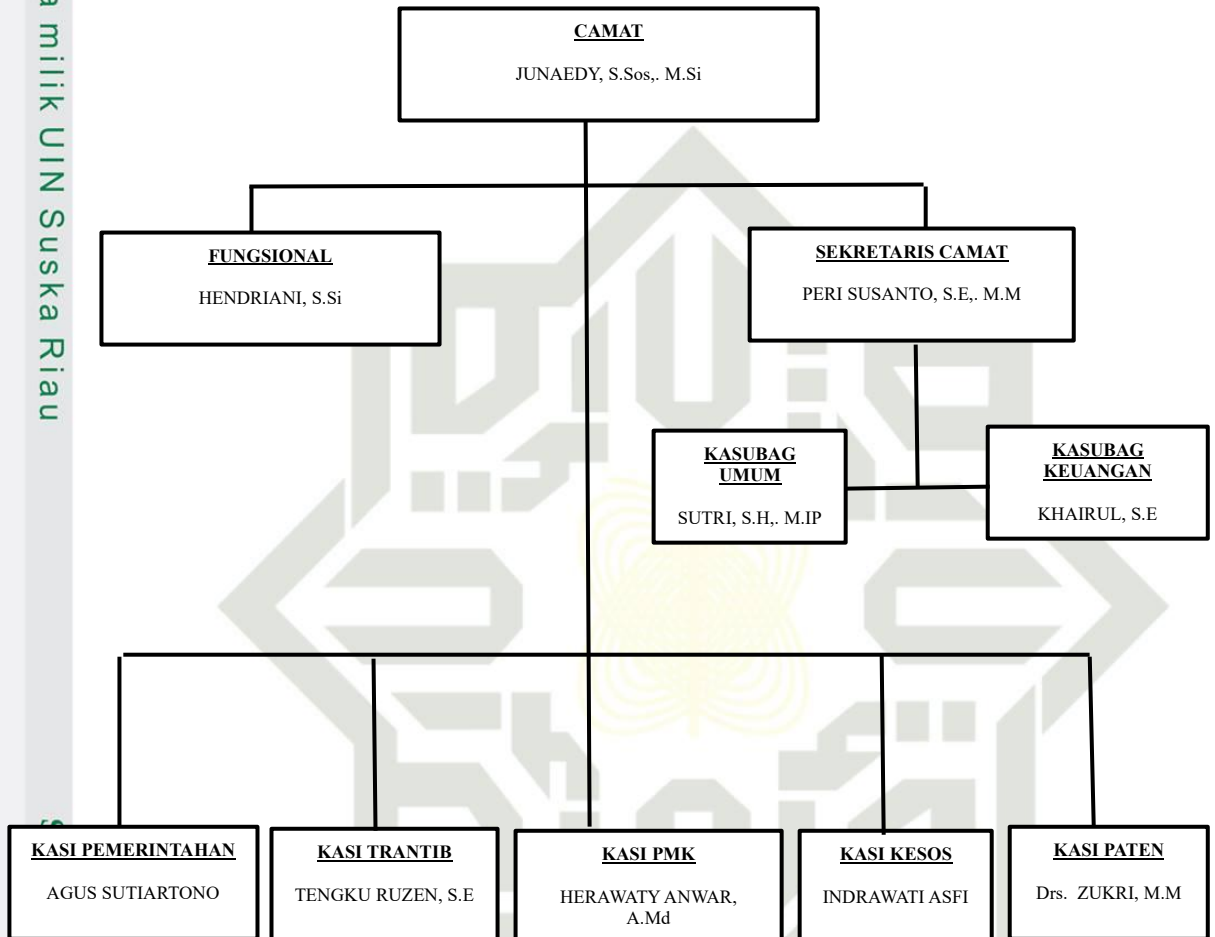 a milik UIN Suska Riau
CAMAT
JUNAEDY, S.Sos,. M.Si
FUNGSIONAL
HENDRIANI, S.Si
SEKRETARIS CAMAT
PERI SUSANTO, S.E,. M.M
KASUBAG
UMUM
SUTRI, S.H,. M.IP
KASUBAG
KEUANGAN
KHAIRUL, S.E
KASI PEMERINTAHAN
AGUS SUTIARTONO
KASI TRANTIB
TENGKU RUZEN, S.E
KASI PMK
HERAWATY ANWAR,
A.Md
KASI KESOS
INDRAWATI ASFI
KASI PATEN
Drs. ZUKRI, M.M